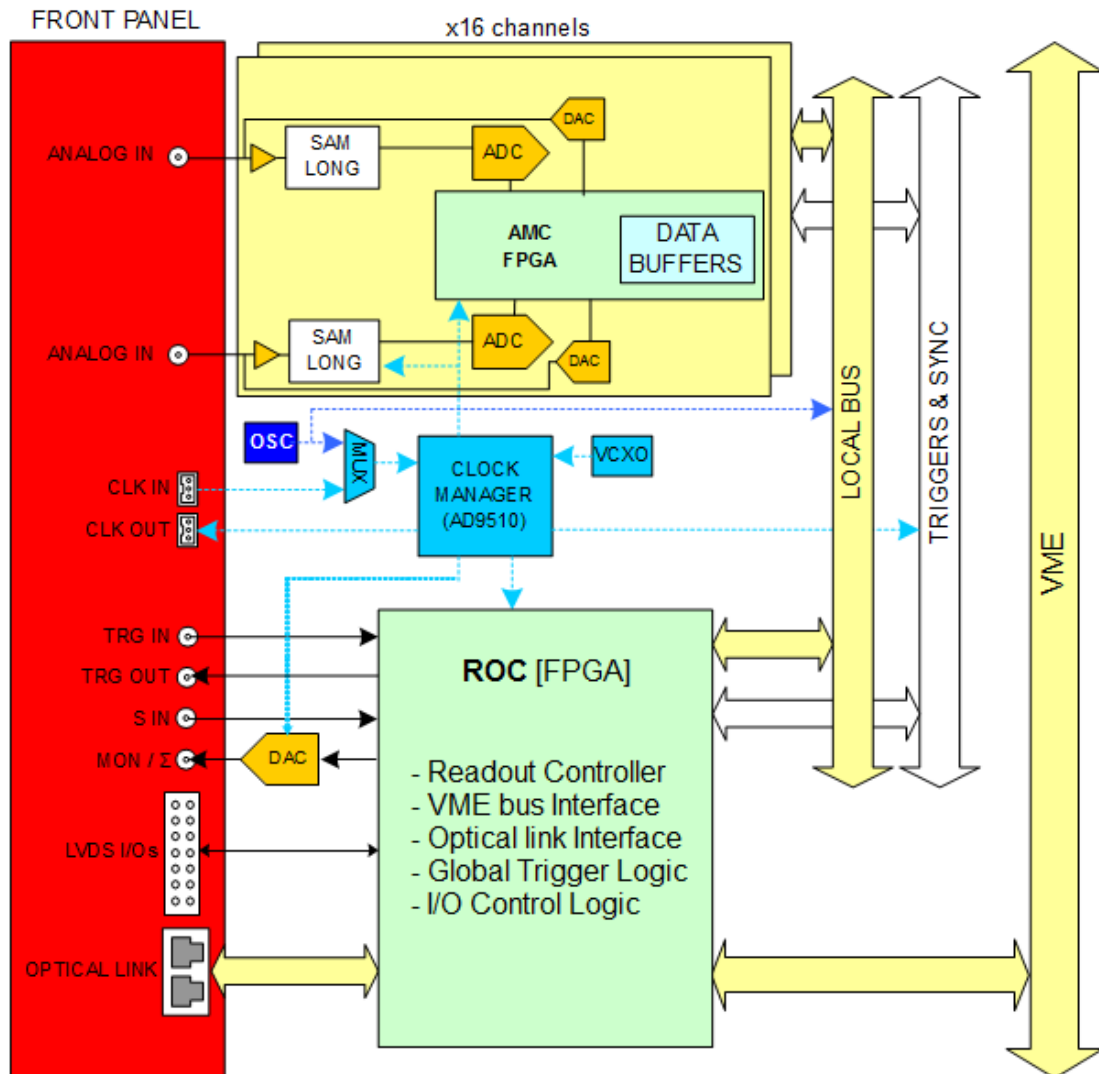 FRONT PANEL
x16 channels
ANALOG IN
SAM
LONG
ADC
DAC
AMC
FPGA
DATA
BUFFERS
ANALOG IN
SAM
LONG
ADC
DAC
OSC
MUX
CLOCK
MANAGER
(AD9510)
VCXO
CLK IN
CLK OUT
LOCAL BUS
TRIGGERS & SYNC
VME
TRG IN
TRG OUT
S IN
MON / Σ
DAC
LVDS I/Os
OPTICAL LINK
ROC [FPGA]
- Readout Controller
- VME bus Interface
- Optical link Interface
- Global Trigger Logic
- I/O Control Logic